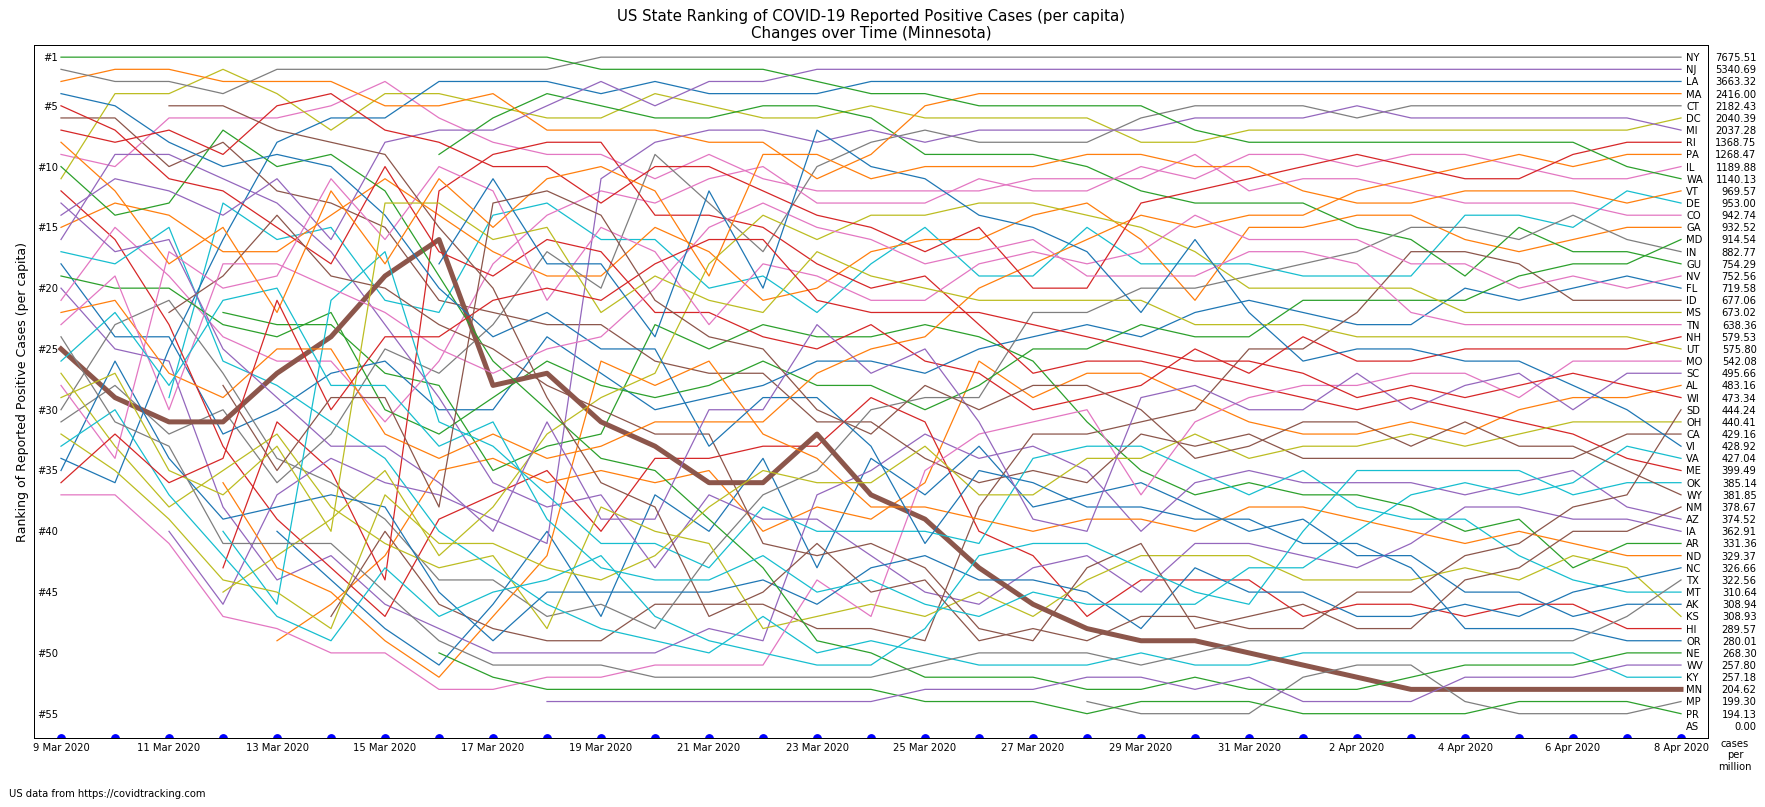 US State Ranking of COVID-19 Reported Positive Cases (per capita)
Changes over Time (Minnesota)
Ranking of Reported Positive Cases (per capita)
#1
#5
#10
#15
#20
#25
#30
#35
#40
#45
#50
#55
NY 7675.51
NJ 5340.69
LA 3663.32
MA 2416.00
CT 2182.43
DC 2040.39
MI 2037.28
RI 1368.75
PA 1268.47
IL 1189.88
WA 1140.13
VT 969.57
DE 953.00
CO 942.74
GA 932.52
MD 914.54
IN 882.77
GU 754.29
NV 752.56
FL 719.58
ID 677.06
MS 673.02
TN 638.36
NH 579.53
UT 575.80
MO 542.08
SC 495.66
AL 483.16
WI 473.34
SD 444.24
OH 440.41
CA 429.16
VI 428.92
VA 427.04
ME 399.49
OK 385.14
WY 381.85
NM 378.67
AZ 374.52
IA 362.91
AR 331.36
ND 329.37
NC 326.66
TX 322.56
MT 310.64
AK 308.94
KS 308.93
HI 289.57
OR 280.01
NE 268.30
WV 257.80
KY 257.18
MN 204.62
MP 199.30
PR 194.13
AS 0.00
9 Mar 2020 11 Mar 2020 13 Mar 2020 15 Mar 2020 17 Mar 2020 19 Mar 2020 21 Mar 2020 23 Mar 2020 25 Mar 2020 27 Mar 2020 29 Mar 2020 31 Mar 2020 2 Apr 2020 4 Apr 2020 6 Apr 2020 8 Apr 2020
cases
per
million
US data from https://covidtracking.com